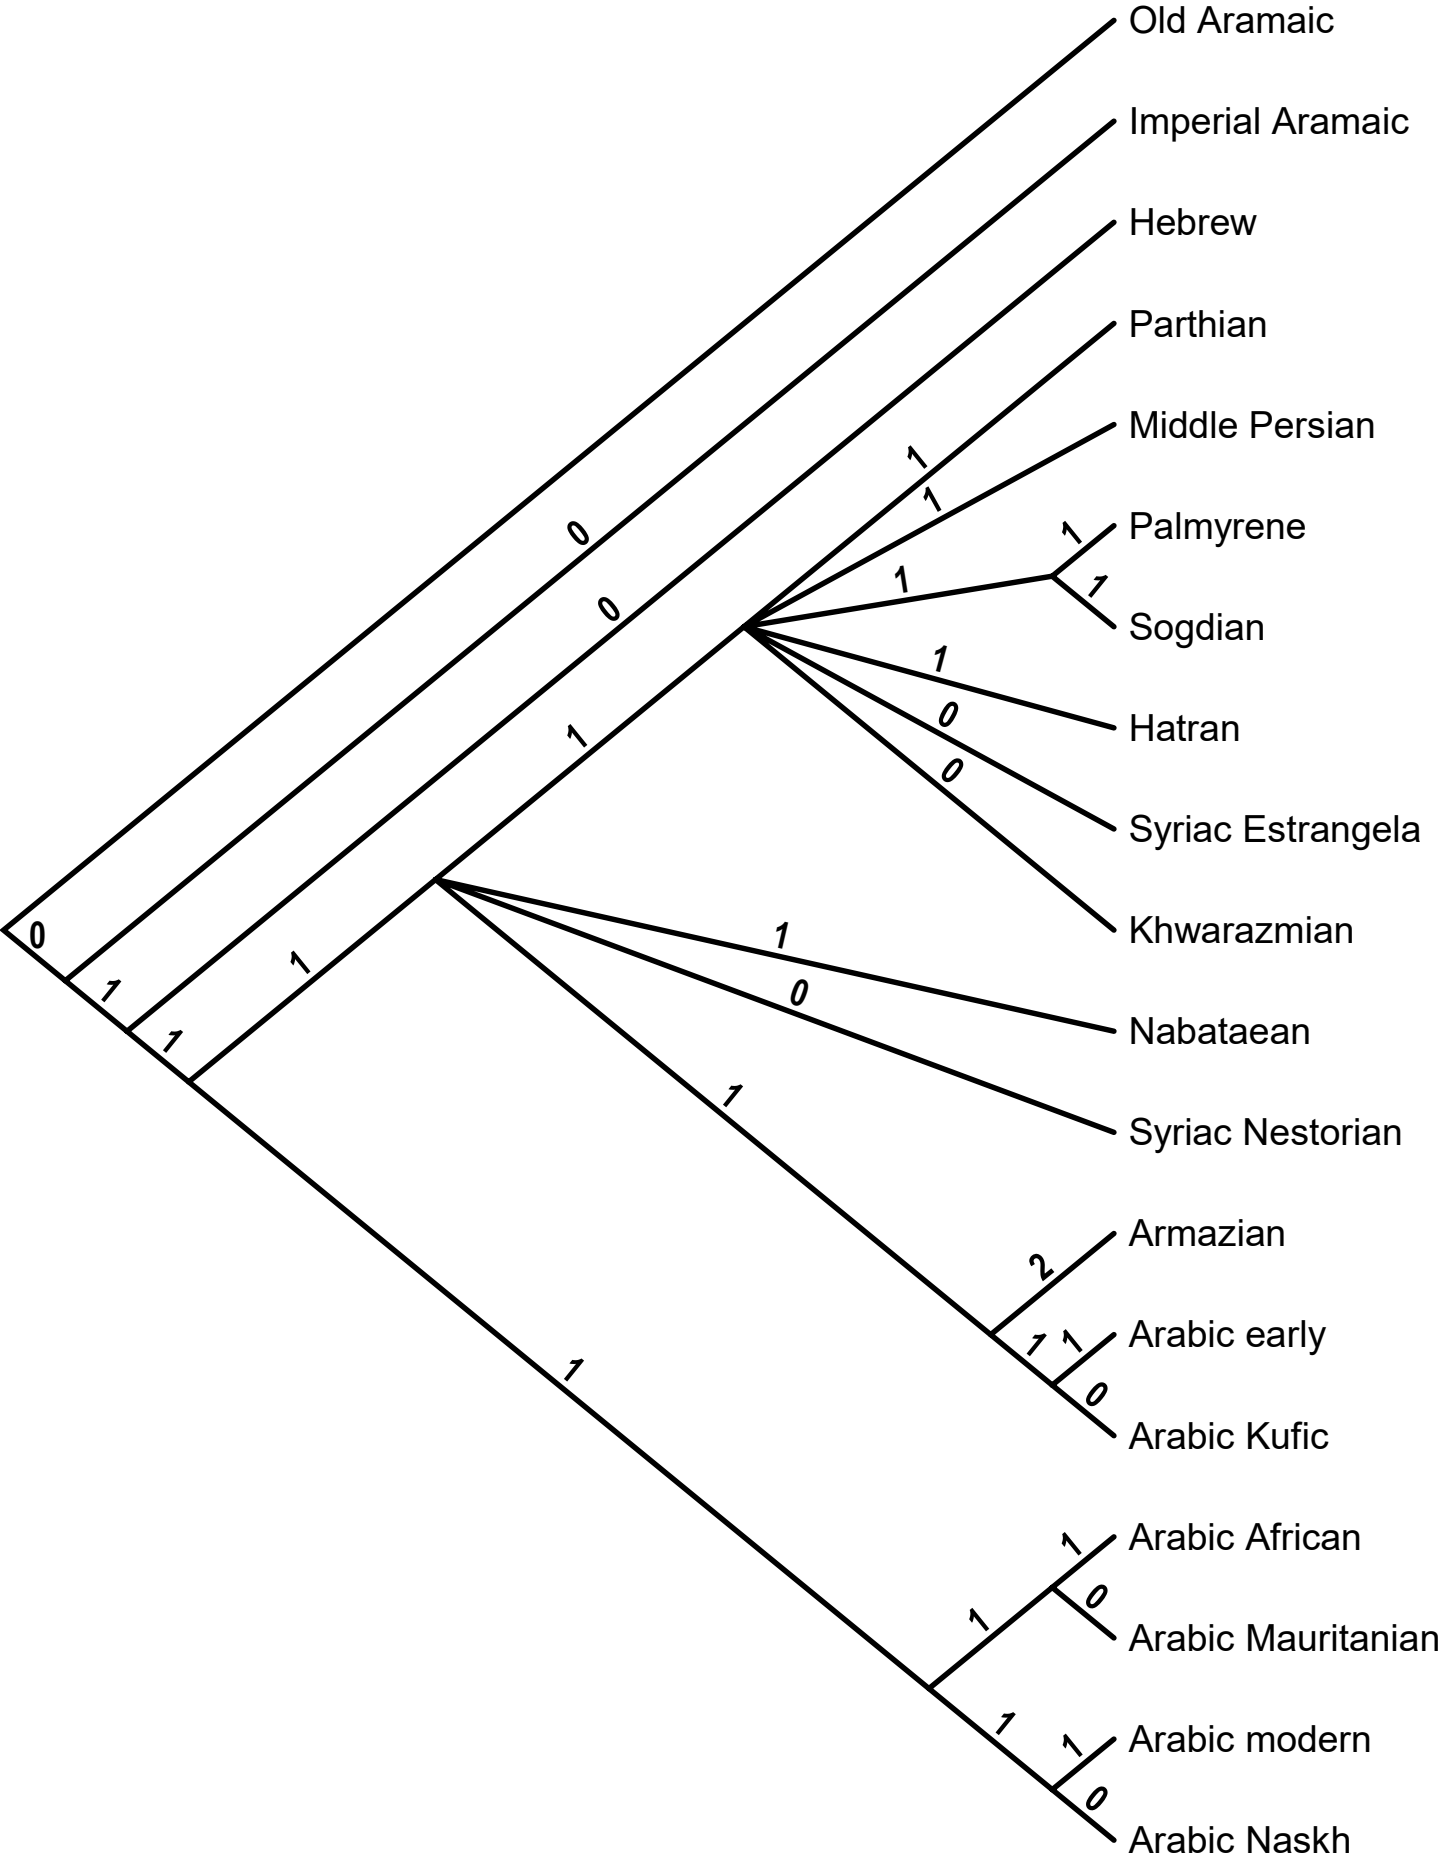 Old Aramaic
Imperial Aramaic
Hebrew
Parthian
1
Middle Persian
1
Palmyrene
1
0
1
1
Sogdian
0
1
Hatran
0
1
Syriac Estrangela
0
Khwarazmian
0
1
1
1
0
Nabataean
1
1
Syriac Nestorian
Armazian
2
Arabic early
1
1
1
0
Arabic Kufic
Arabic African
1
0
1
Arabic Mauritanian
1
Arabic modern
1
0
Arabic Naskh